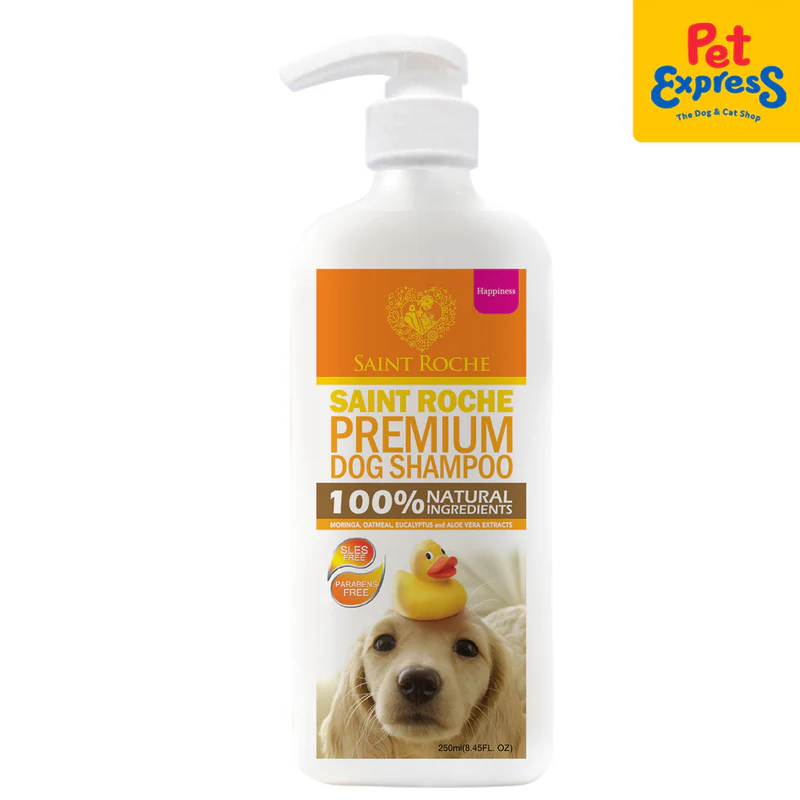 Pet
Express
The Dog & Cat Shop
Happiness
SAINT ROCHE
SAINT ROCHE
PREMIUM
DOG SHAMPOO
100% NATURAL
INGREDIENTS
MORINGA, OATMEAL, EUCALYPTUS and ALOE VERA EXTRACTS
SLES
FREE
PARABENS
FREE
250ml(8.45FL. OZ)